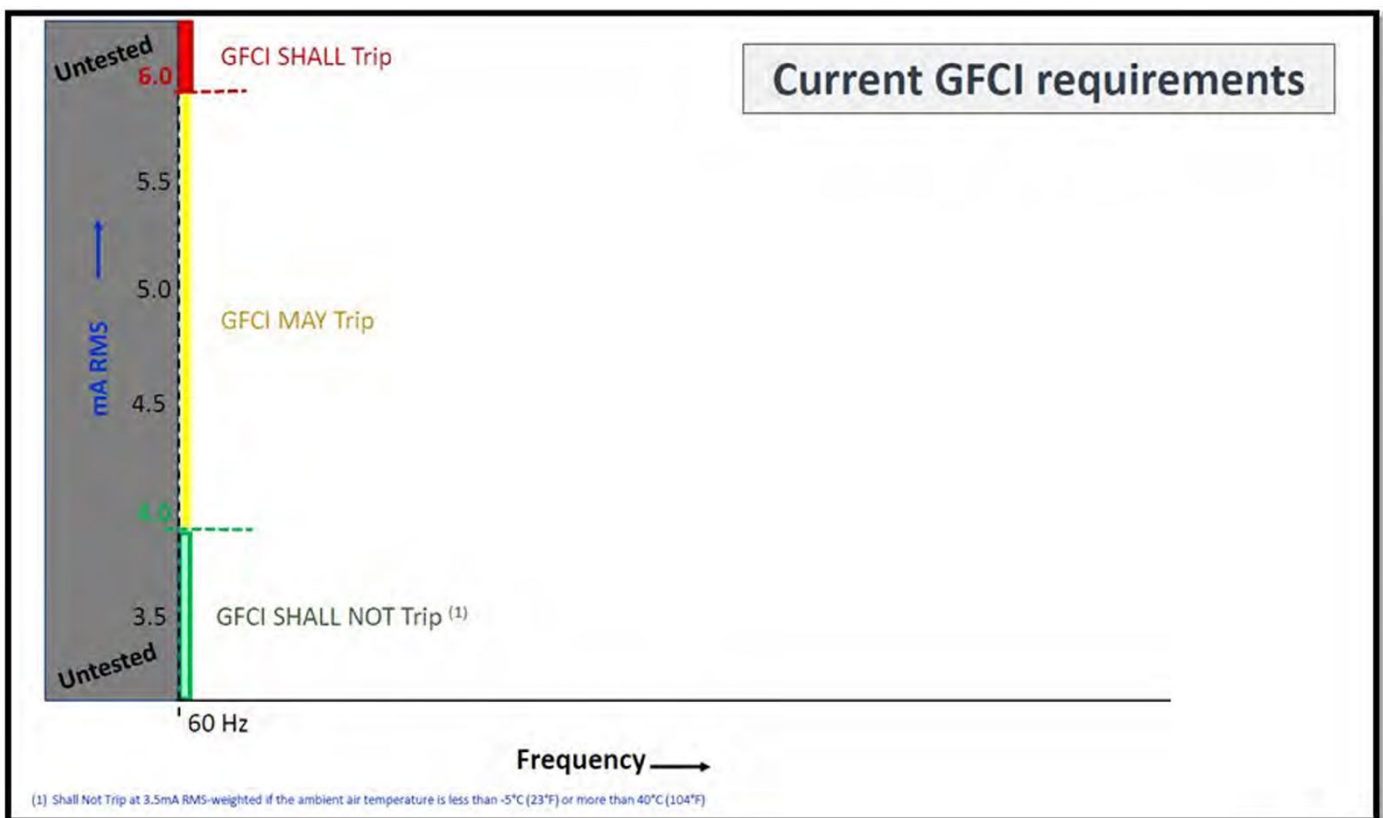 Current GFCI requirements
Untested
6.0
GFCI SHALL Trip
5.5
5.0
mA RMS
GFCI MAY Trip
4.5
4.0
3.5
GFCI SHALL NOT Trip (1)
Untested
60 Hz
Frequency
(1) Shall Not Trip at 3.5mA RMS-weighted if the ambient air temperature is less than -5°C (23°F) or more than 40°C (104°F)